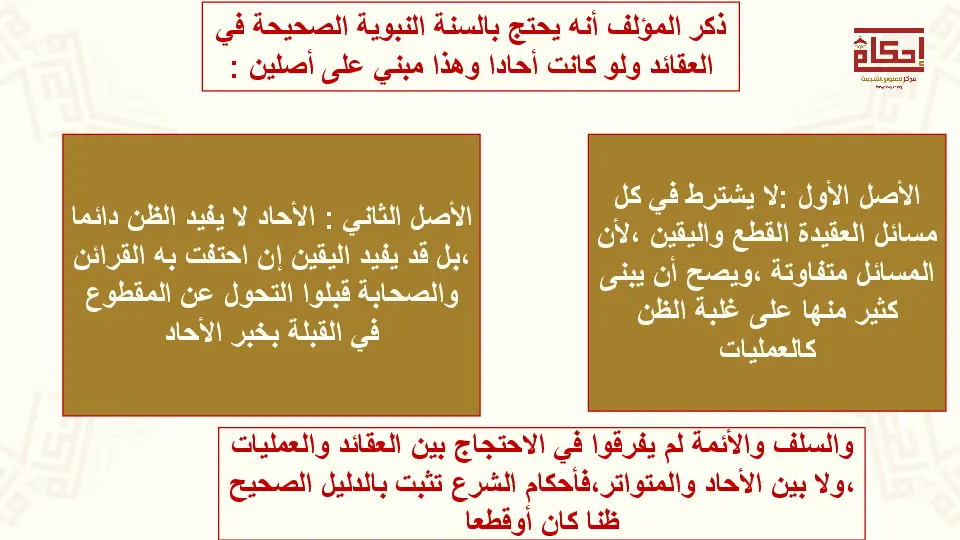 ذكر المؤلف أنه يحتج بالسنة النبوية الصحيحة في
العقائد ولو كانت أحادا وهذا مبني على أصلين :
إحكام
مركز للعلوم الشرعية
الأصل الأول :لا يشترط في كل
مسائل العقيدة القطع واليقين ،لأن
المسائل متفاوتة ،ويصح أن يبنى
كثير منها على غلبة الظن
كالعمليات
الأصل الثاني : الأحاد لا يفيد الظن دائما
،بل قد يفيد اليقين إن احتفت به القرائن
والصحابة قبلوا التحول عن المقطوع
في القبلة بخبر الأحاد
والسلف والأئمة لم يفرقوا في الاحتجاج بين العقائد والعمليات
،ولا بين الأحاد والمتواتر،فأحكام الشرع تثبت بالدليل الصحيح
ظنا كان أوقطعا